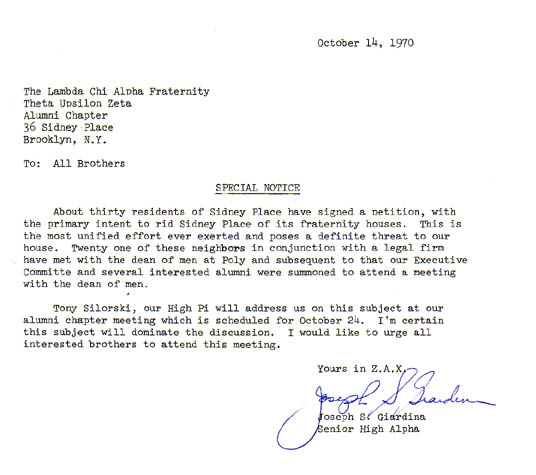 October 14, 1970
The Lambda Chi Alpha Fraternity
Theta Upsilon Zeta
Alumni Chapter
36 Sidney Place
Brooklyn, N.Y.
To: All Brothers
SPECIAL NOTICE
About thirty residents of Sidney Place have signed a petition, with
the primary intent to rid Sidney Place of its fraternity houses. This is
the most unified effort ever exerted and poses a definite threat to our
house. Twenty one of these neighbors in conjunction with a legal firm
have met with the dean of men at Poly and subsequent to that our Executive
Committe and several interested alumni were summoned to attend a meeting
with the dean of men.
Tony Silorski, our High Pi will address us on this subject at our
alumni chapter meeting which is scheduled for October 24. I'm certain
this subject will dominate the discussion. I would like to urge all
interested brothers to attend this meeting.
Yours in Z.A.X,
Joseph S Giardina
Joseph S. Giardina
Senior High Alpha